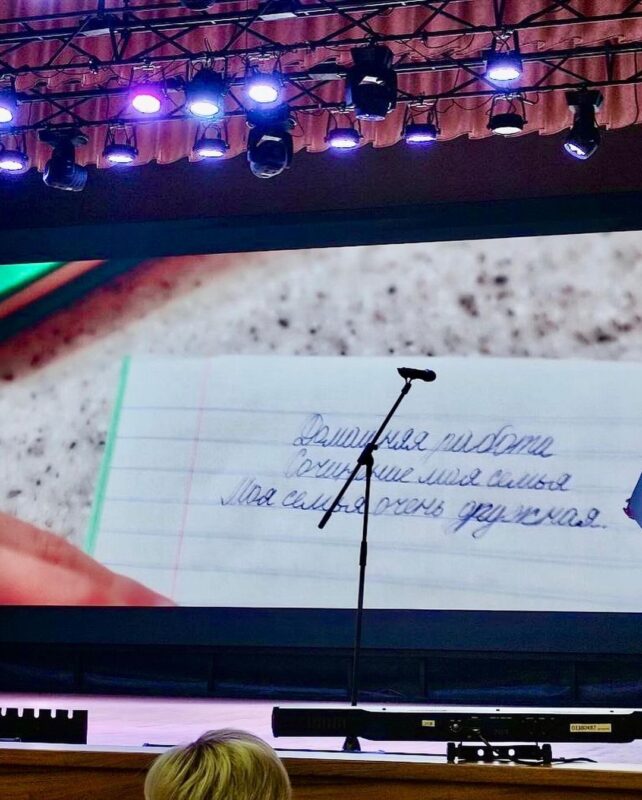 Домашняя работа
Сочинение моя семья
Моя семья очень дружная.